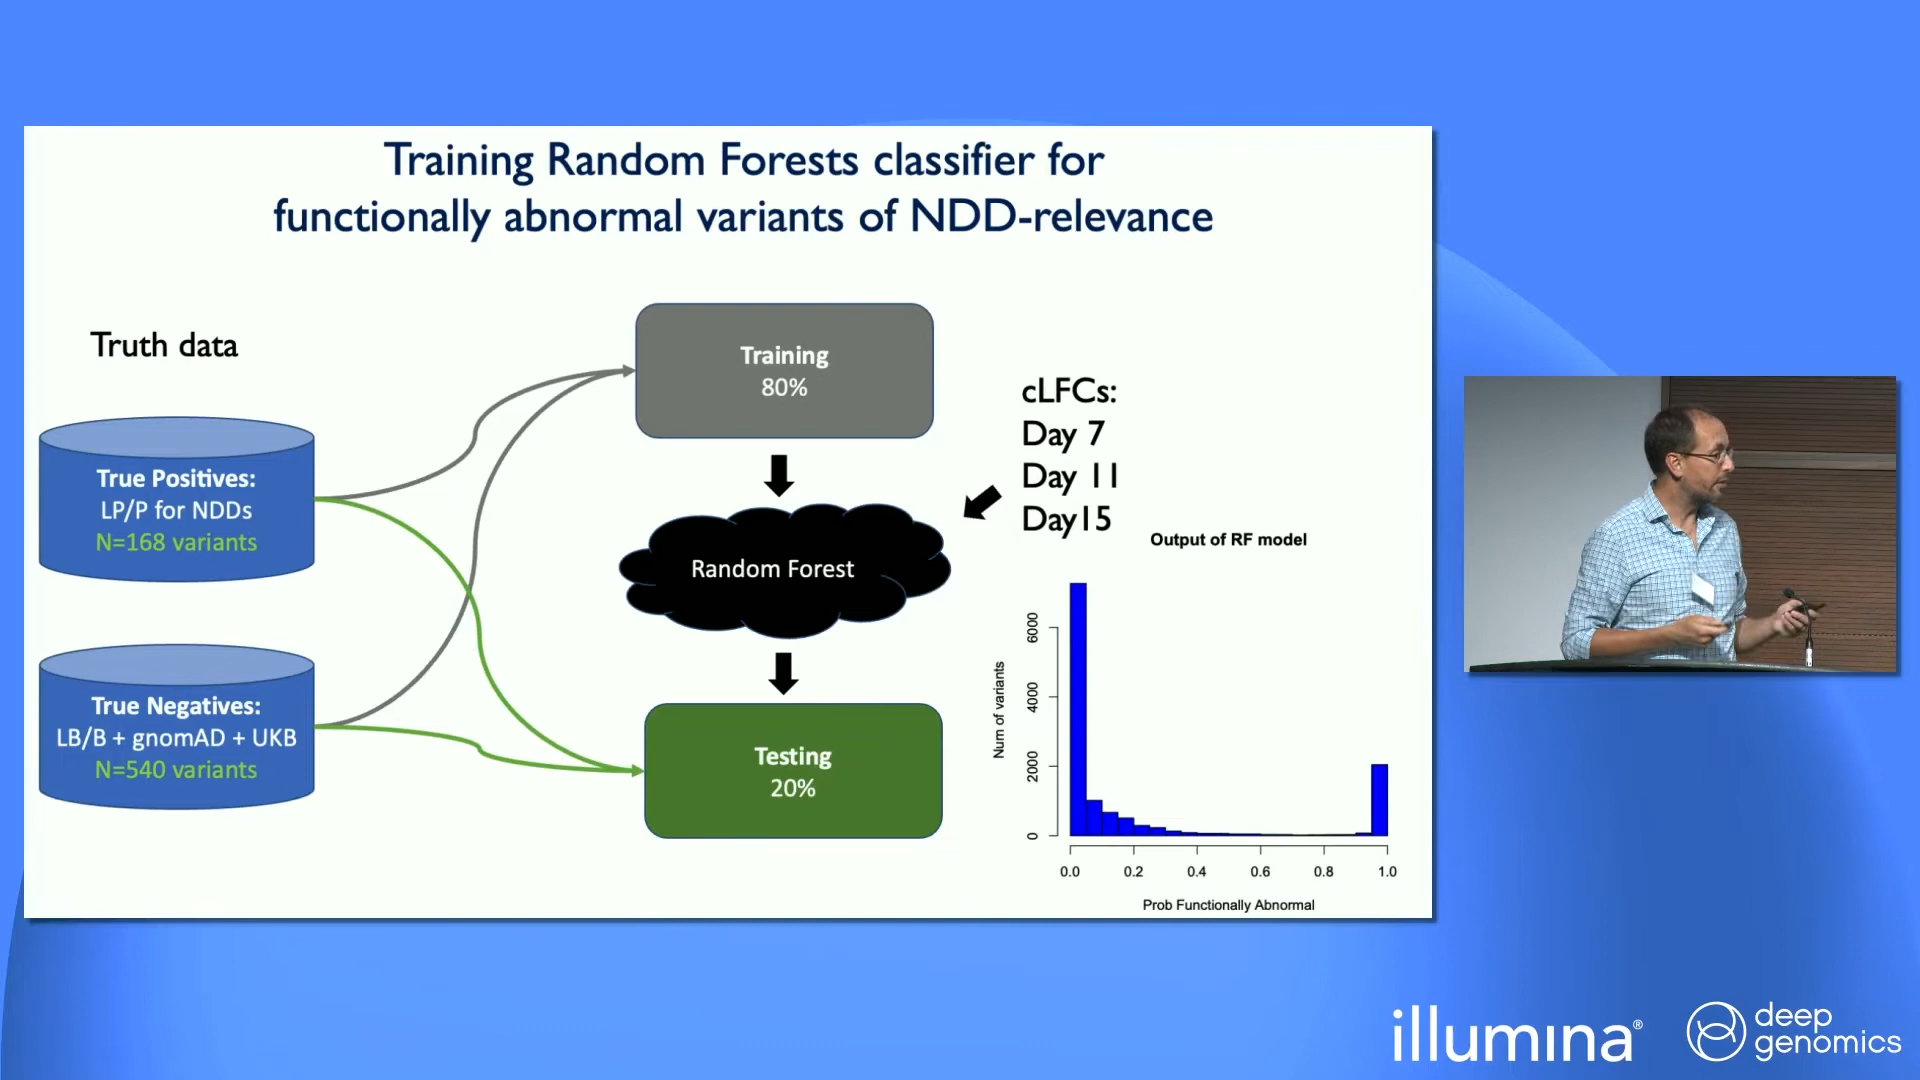 Training Random Forests classifier for
functionally abnormal variants of NDD-relevance
Truth data
True Positives:
LP/P for NDDs
N=168 variants
True Negatives:
LB/B + gnomAD + UKB
N=540 variants
Training
80%
Random Forest
Testing
20%
cLFCs:
Day 7
Day 11
Day15
Output of RF model
Num of variants
0
2000
4000
6000
0.0 0.2 0.4 0.6 0.8 1.0
Prob Functionally Abnormal
illumina®
deep
genomics